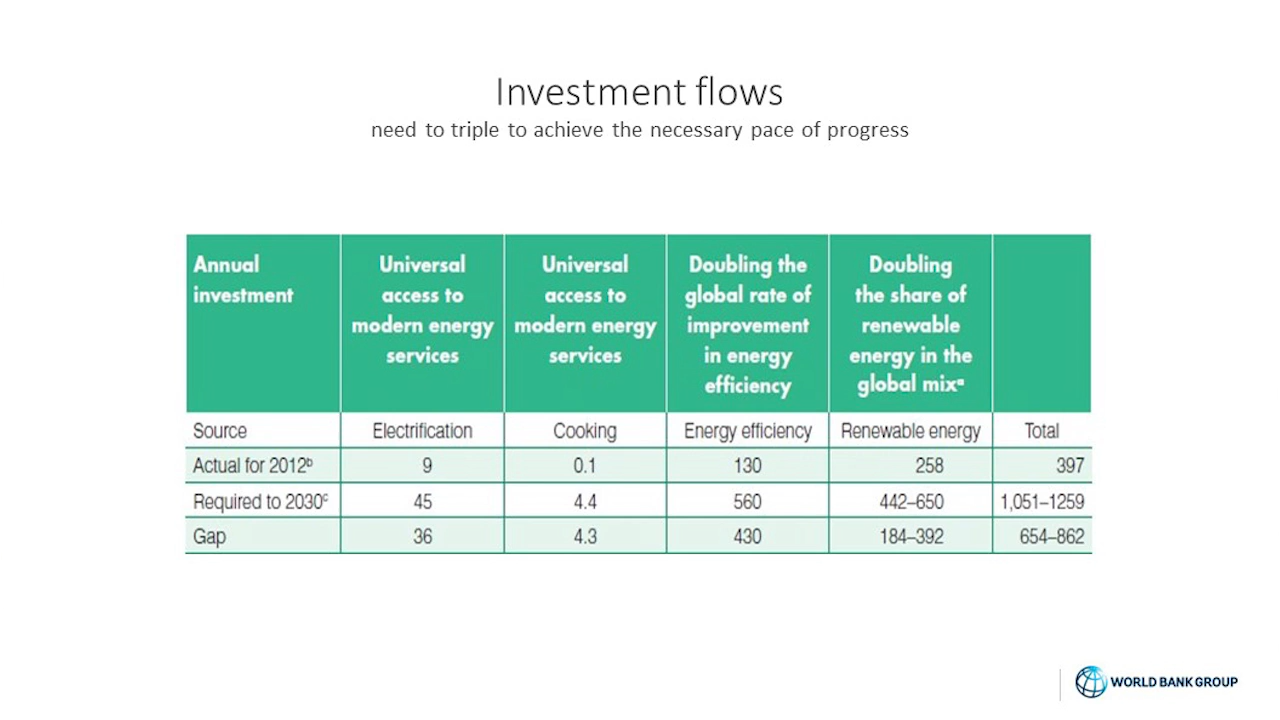 Investment flows
need to triple to achieve the necessary pace of progress
Annual investment | Universal access to modern energy services | Universal access to modern energy services | Doubling the global rate of improvement in energy efficiency | Doubling the share of renewable energy in the global mixᵃ
Source Electrification Cooking Energy efficiency Renewable energy Total
Actual for 2012ᵇ 9 0.1 130 258 397
Required to 2030ᶜ 45 4.4 560 442–650 1,051–1259
Gap 36 4.3 430 184–392 654–862
WORLD BANK GROUP